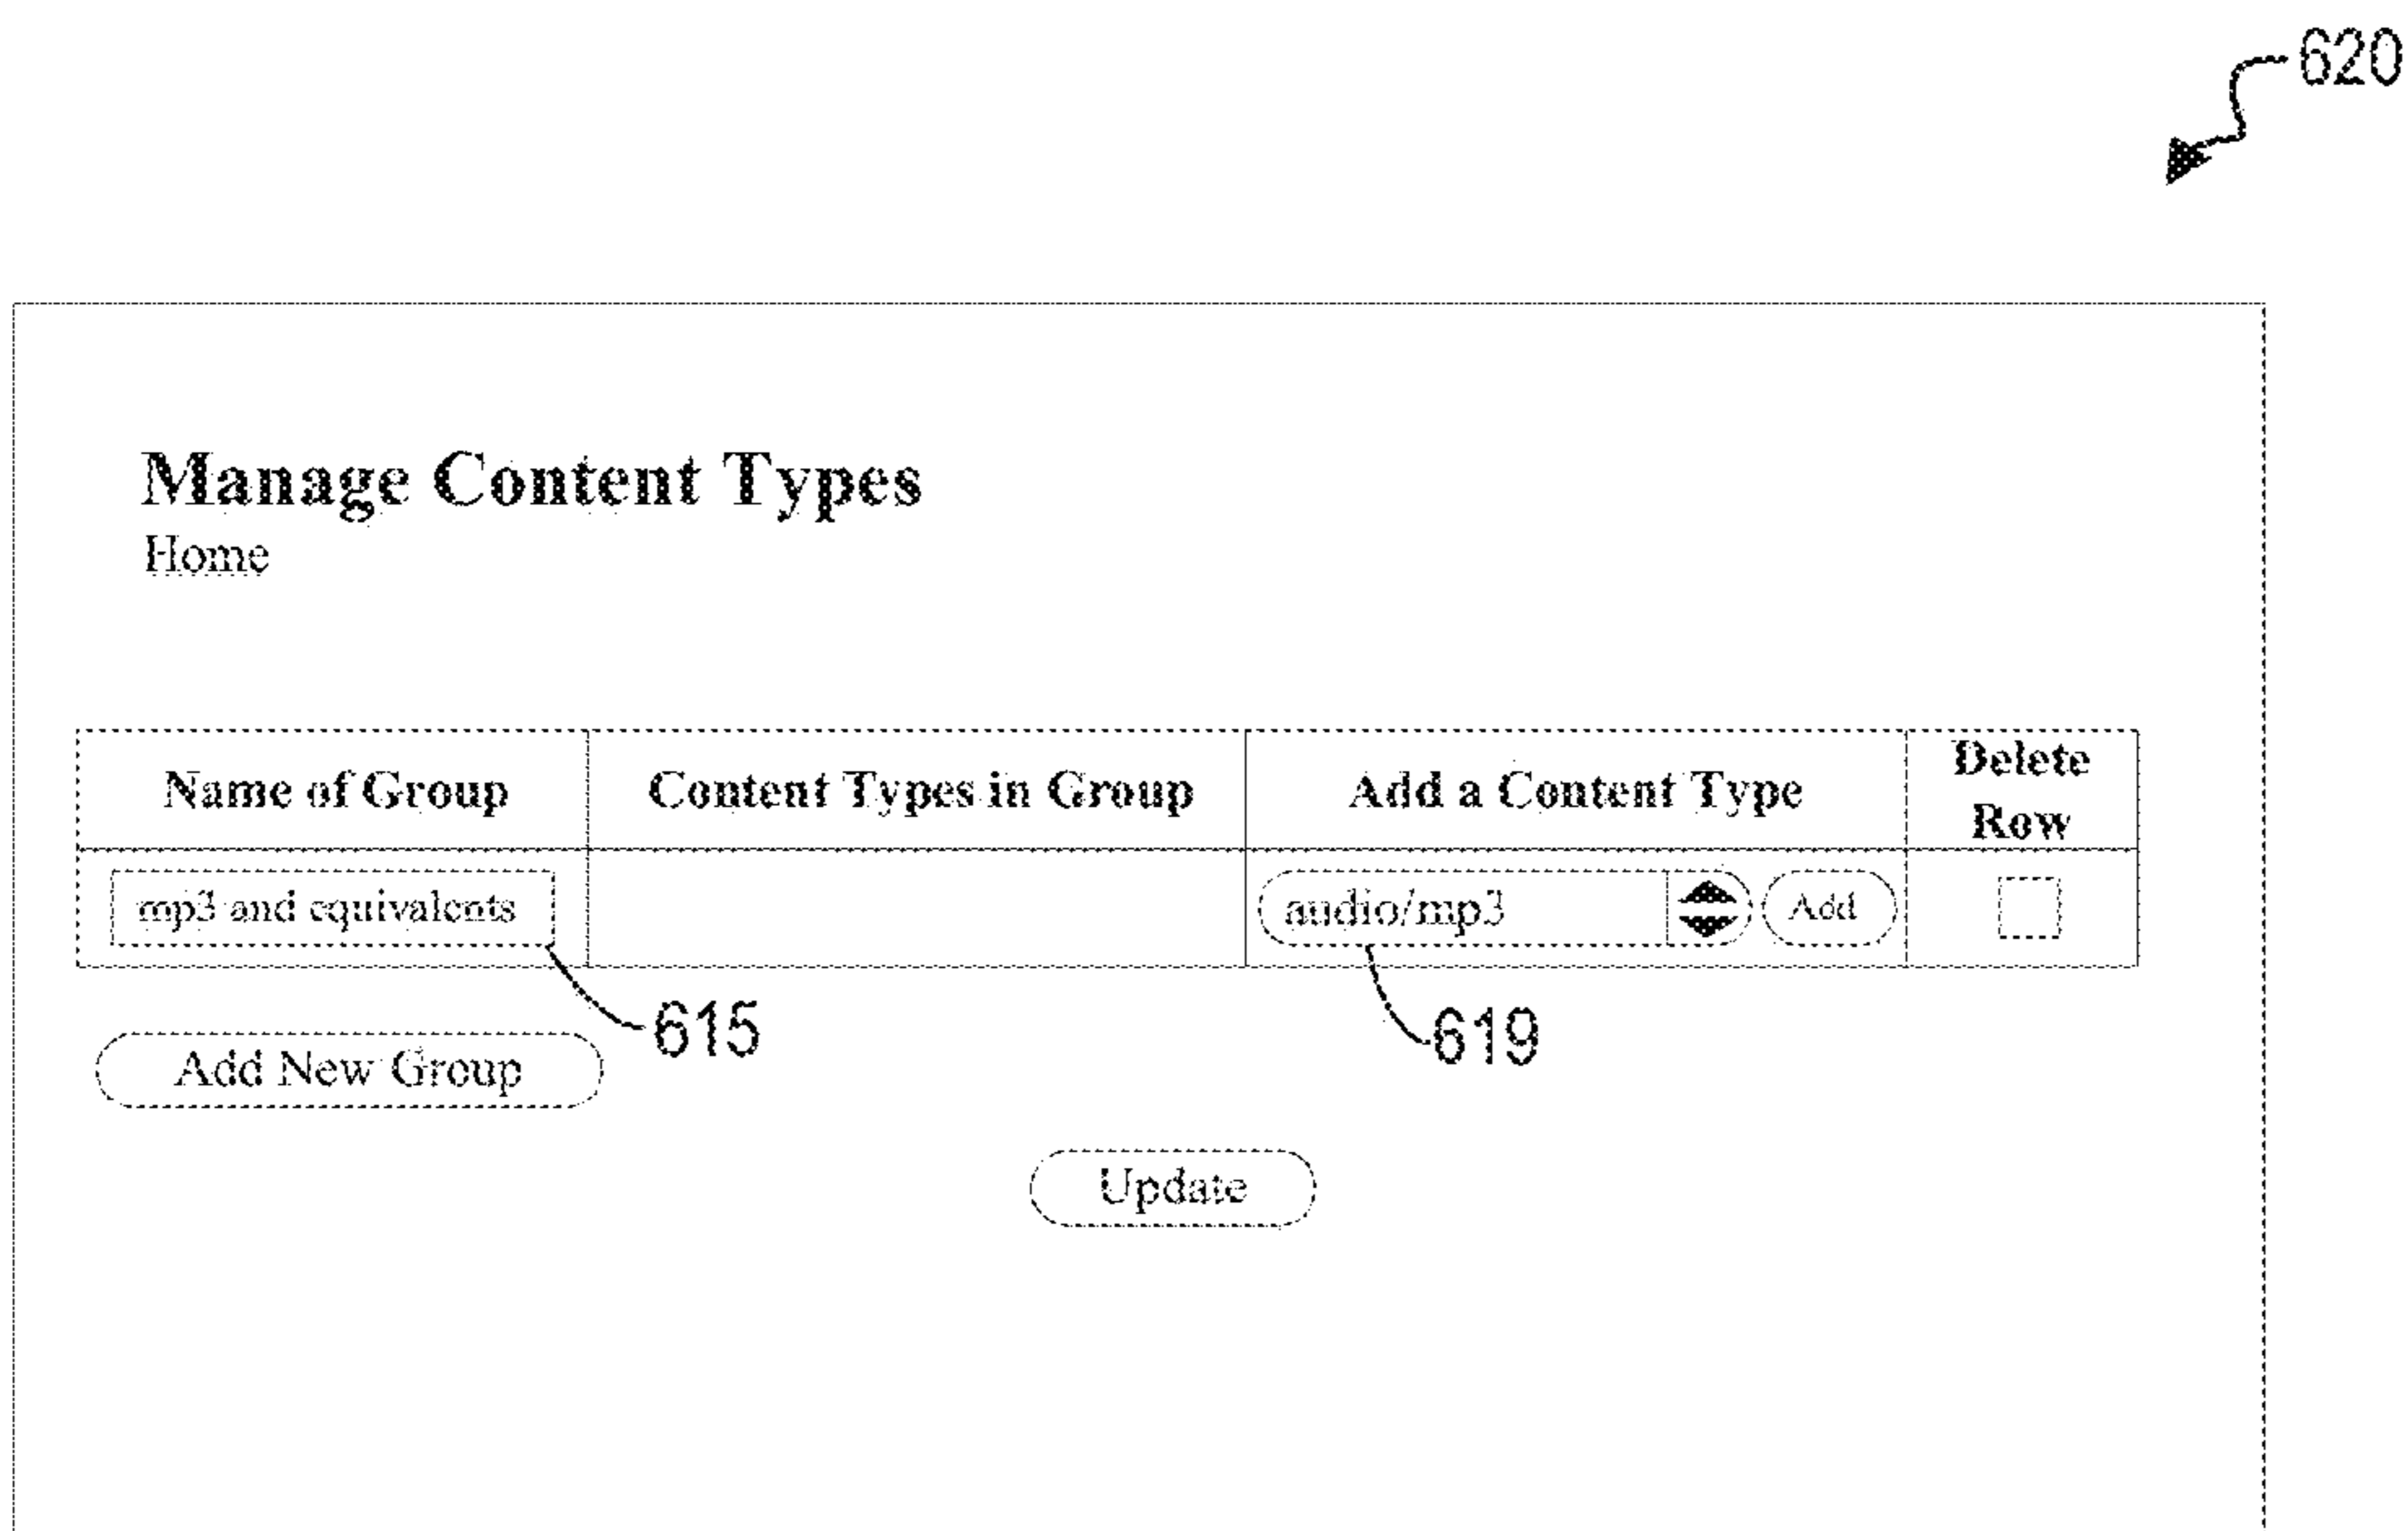 620
Manage Content Types
Home
Name of Group Content Types in Group Add a Content Type Delete Row
mp3 and equivalents audio/mp3 Add
615 619
Add New Group
Update